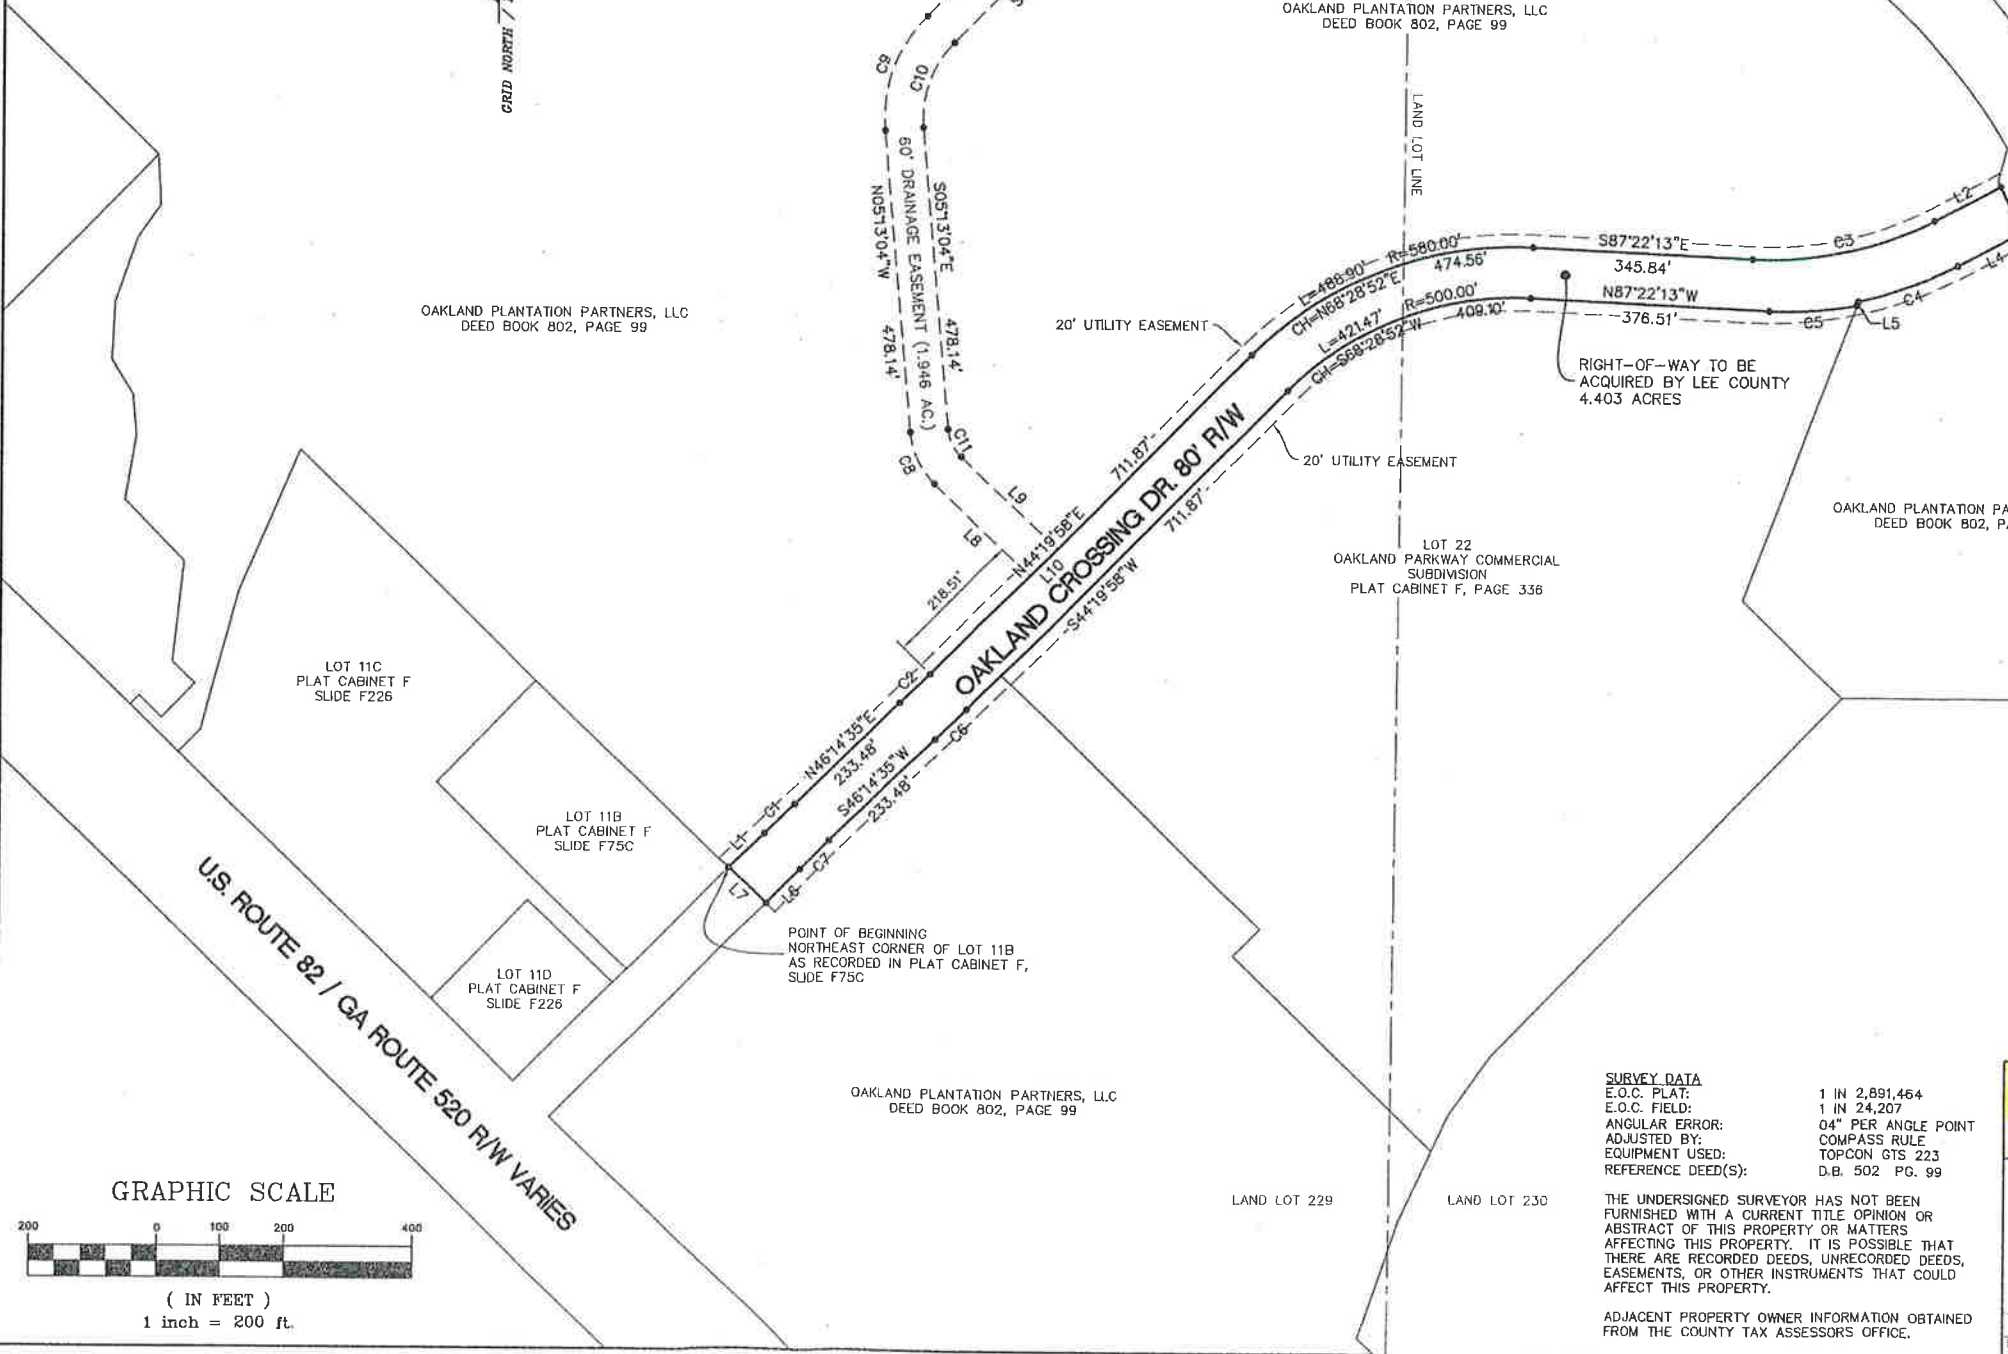 GRID NORTH /
OAKLAND PLANTATION PARTNERS, LLC
DEED BOOK 802, PAGE 99
C9
C10
LAND LOT LINE
60' DRAINAGE EASEMENT (1.946 AC.)
N05°13'04"W
478.14'
S05°13'04"E
478.14'
OAKLAND PLANTATION PARTNERS, LLC
DEED BOOK 802, PAGE 99
L2
C3
L4
S87°22'13"E
345.84'
N87°22'13"W
376.51'
C4
C5
L5
L=488.90'
R=580.00'
CH=N68°28'52"E
474.56'
L=421.47'
R=500.00'
CH=S68°28'52"W
409.10'
20' UTILITY EASEMENT
RIGHT-OF-WAY TO BE
ACQUIRED BY LEE COUNTY
4.403 ACRES
20' UTILITY EASEMENT
C11
C8
L9
L8
711.87'
N44°19'58"E
L10
OAKLAND CROSSING DR. 80' R/W
711.87'
S44°19'58"W
218.51'
OAKLAND PLANTATION PA
DEED BOOK 802, P
LOT 22
OAKLAND PARKWAY COMMERCIAL
SUBDIVISION
PLAT CABINET F, PAGE 336
LOT 11C
PLAT CABINET F
SLIDE F226
C2
C6
N46°14'35"E
233.48'
S46°14'35"W
233.48'
C1
L1
C7
L6
L7
LOT 11B
PLAT CABINET F
SLIDE F75C
POINT OF BEGINNING
NORTHEAST CORNER OF LOT 11B
AS RECORDED IN PLAT CABINET F,
SLIDE F75C
LOT 11D
PLAT CABINET F
SLIDE F226
U.S. ROUTE 82 / GA ROUTE 520 R/W VARIES
OAKLAND PLANTATION PARTNERS, LLC
DEED BOOK 802, PAGE 99
LAND LOT 229
LAND LOT 230
GRAPHIC SCALE
200 0 100 200 400
( IN FEET )
1 inch = 200 ft.
SURVEY DATA
E.O.C. PLAT: 1 IN 2,891,464
E.O.C. FIELD: 1 IN 24,207
ANGULAR ERROR: 04" PER ANGLE POINT
ADJUSTED BY: COMPASS RULE
EQUIPMENT USED: TOPCON GTS 223
REFERENCE DEED(S): D.B. 502 PG. 99
THE UNDERSIGNED SURVEYOR HAS NOT BEEN
FURNISHED WITH A CURRENT TITLE OPINION OR
ABSTRACT OF THIS PROPERTY OR MATTERS
AFFECTING THIS PROPERTY. IT IS POSSIBLE THAT
THERE ARE RECORDED DEEDS, UNRECORDED DEEDS,
EASEMENTS, OR OTHER INSTRUMENTS THAT COULD
AFFECT THIS PROPERTY.
ADJACENT PROPERTY OWNER INFORMATION OBTAINED
FROM THE COUNTY TAX ASSESSORS OFFICE.